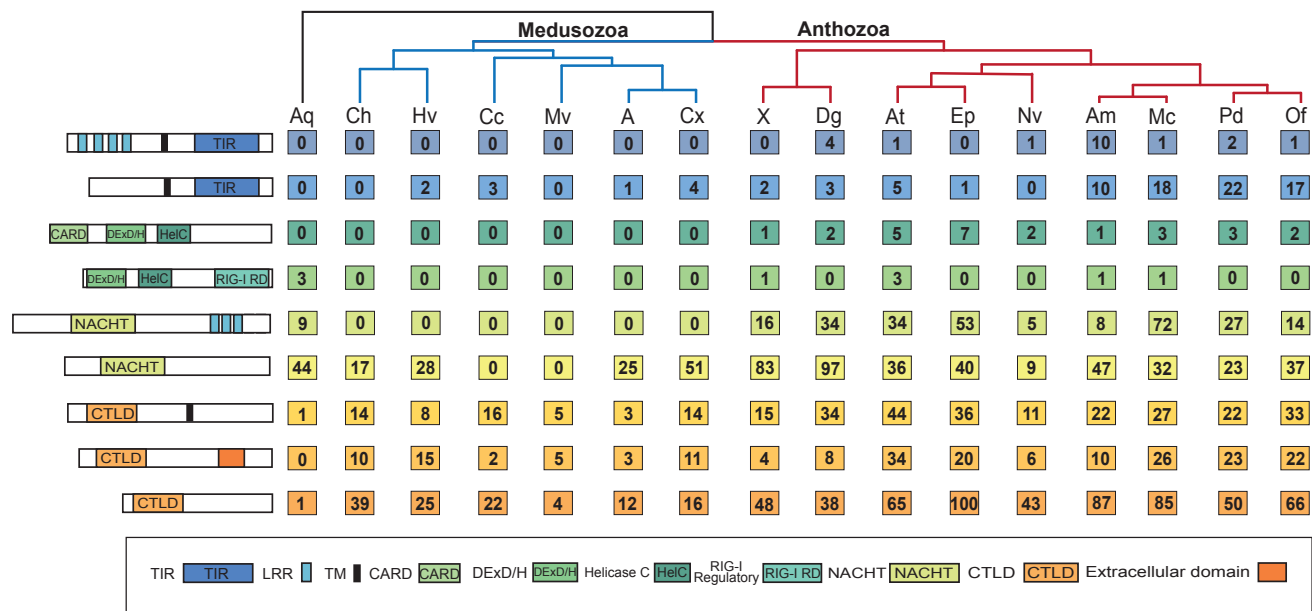 Medusozoa Anthozoa
Aq Ch Hv Cc Mv A Cx X Dg At Ep Nv Am Mc Pd Of
TIR 0 0 0 0 0 0 0 0 4 1 0 1 10 1 2 1
TIR 0 0 2 3 0 1 4 2 3 5 1 0 10 18 22 17
CARD DExD/H HelC 0 0 0 0 0 0 0 1 2 5 7 2 1 3 3 2
DExD/H HelC RIG-I RD 3 0 0 0 0 0 0 1 0 3 0 0 1 1 0 0
NACHT 9 0 0 0 0 0 0 16 34 34 53 5 8 72 27 14
NACHT 44 17 28 0 0 25 51 83 97 36 40 9 47 32 23 37
CTLD 1 14 8 16 5 3 14 15 34 44 36 11 22 27 22 33
CTLD 0 10 15 2 5 3 11 4 8 34 20 6 10 26 23 22
CTLD 1 39 25 22 4 12 16 48 38 65 100 43 87 85 50 66
TIR TIR LRR TM CARD CARD DExD/H DExD/H Helicase C HelC RIG-I Regulatory RIG-I RD NACHT NACHT CTLD CTLD Extracellular domain